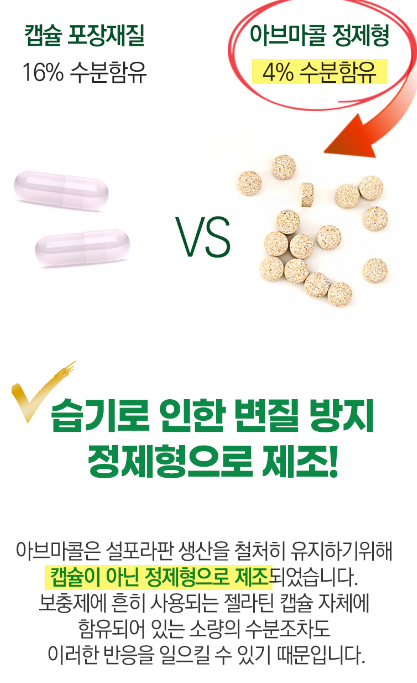 캡슐 포장재질
16% 수분함유
아브마콜 정제형
4% 수분함유
VS
습기로 인한 변질 방지
정제형으로 제조!
아브마콜은 설포라판 생산을 철처히 유지하기위해
캡슐이 아닌 정제형으로 제조되었습니다.
보충제에 흔히 사용되는 젤라틴 캡슐 자체에
함유되어 있는 소량의 수분조차도
이러한 반응을 일으킬 수 있기 때문입니다.